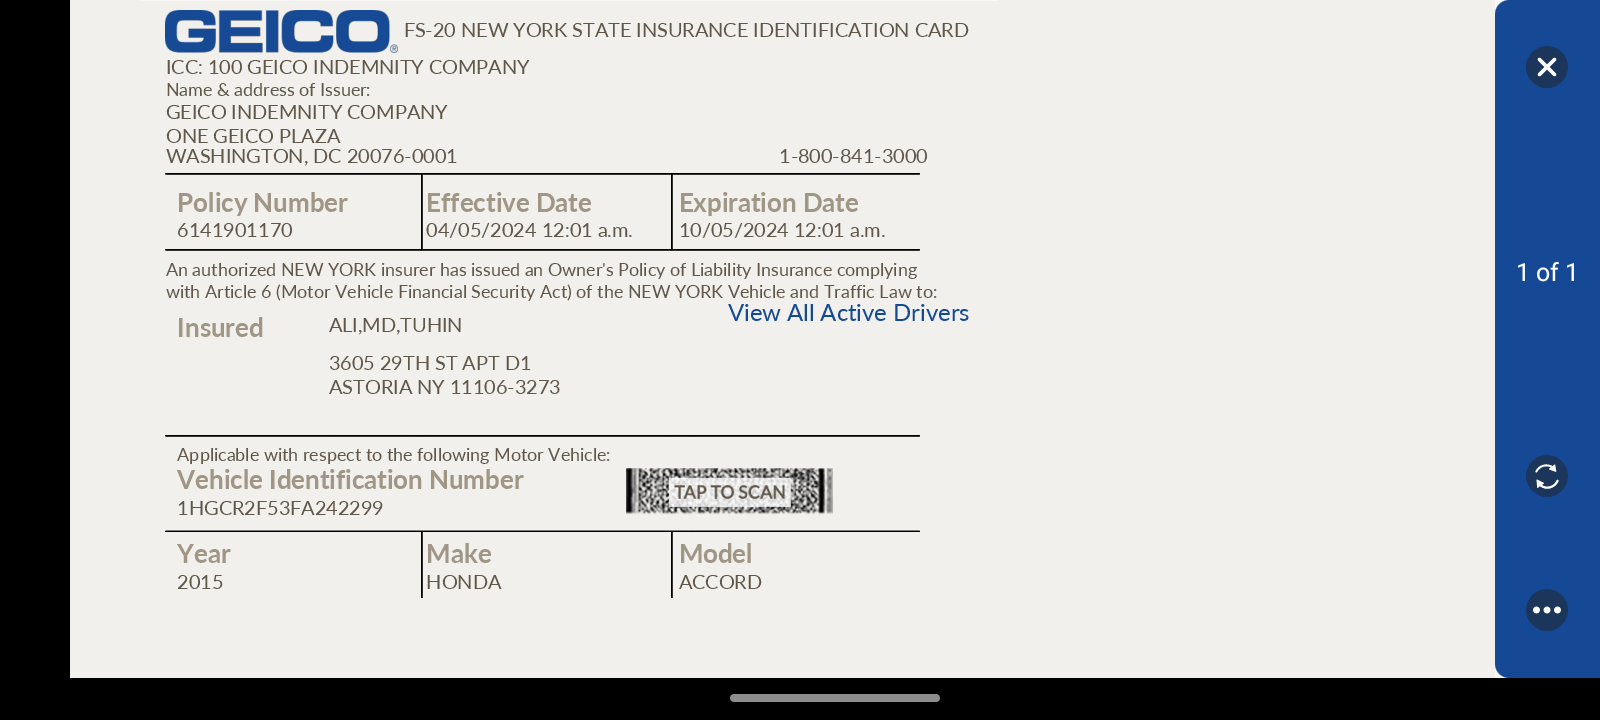 GEICO® FS-20 NEW YORK STATE INSURANCE IDENTIFICATION CARD
ICC: 100 GEICO INDEMNITY COMPANY
Name & address of Issuer:
GEICO INDEMNITY COMPANY
ONE GEICO PLAZA
WASHINGTON, DC 20076-0001 1-800-841-3000
Policy Number Effective Date Expiration Date
6141901170 04/05/2024 12:01 a.m. 10/05/2024 12:01 a.m.
An authorized NEW YORK insurer has issued an Owner's Policy of Liability Insurance complying
with Article 6 (Motor Vehicle Financial Security Act) of the NEW YORK Vehicle and Traffic Law to:
View All Active Drivers
Insured ALI,MD,TUHIN
3605 29TH ST APT D1
ASTORIA NY 11106-3273
Applicable with respect to the following Motor Vehicle:
Vehicle Identification Number
TAP TO SCAN
1HGCR2F53FA242299
Year Make Model
2015 HONDA ACCORD
1 of 1